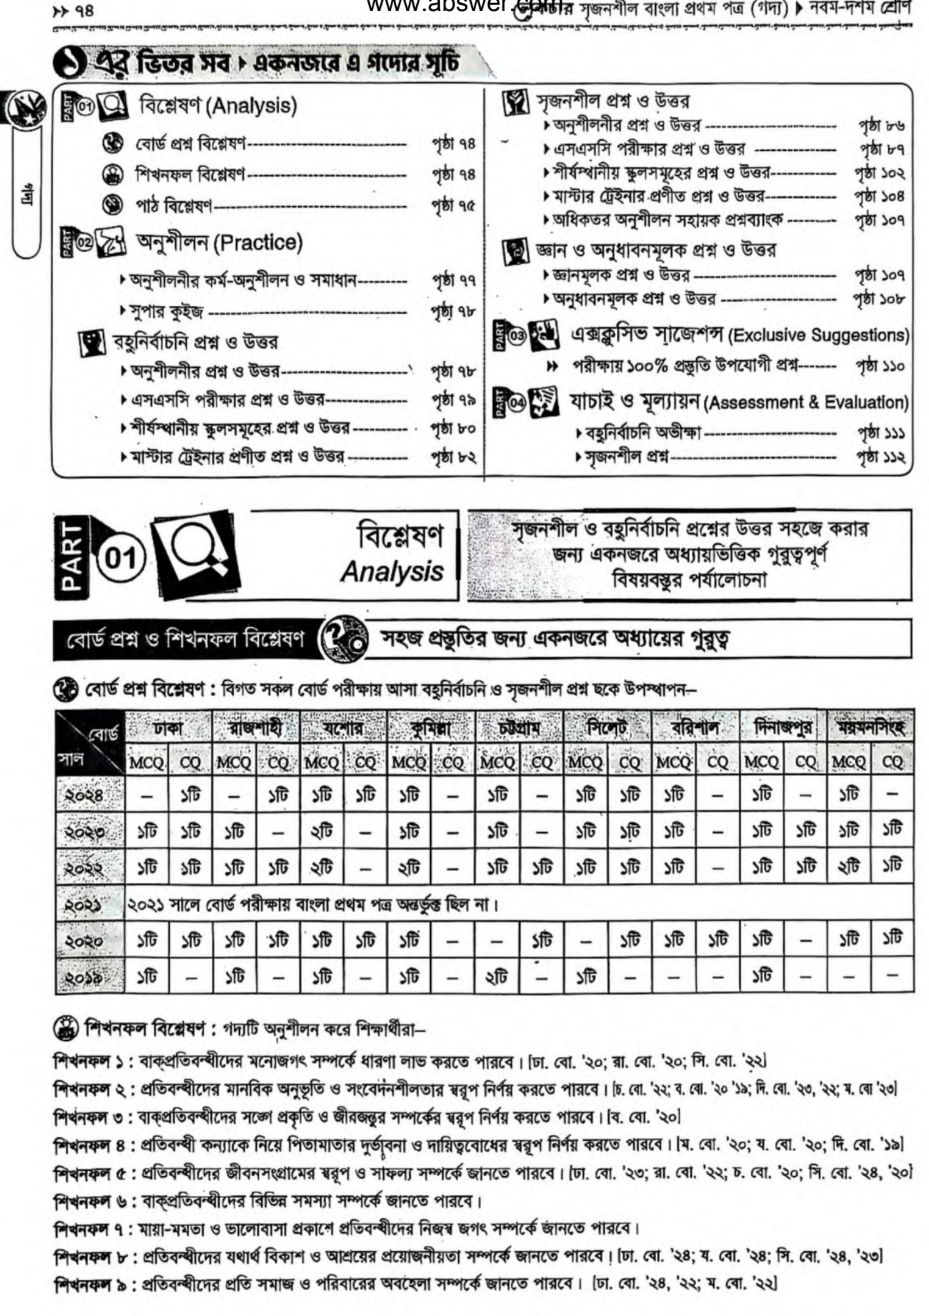 ৭৪
www.abswer.com
সৃজনশীল বাংলা প্রথম পত্র (গদ্য) নবম-দশম শ্রেণি
১ এর ভিতর সব একনজরে এ গদ্যের সূচি
PART 01 বিশ্লেষণ (Analysis)
বোর্ড প্রশ্ন বিশ্লেষণ পৃষ্ঠা ৭৪
শিখনফল বিশ্লেষণ পৃষ্ঠা ৭৪
পাঠ বিশ্লেষণ পৃষ্ঠা ৭৫
PART 02 অনুশীলন (Practice)
অনুশীলনীর কর্ম-অনুশীলন ও সমাধান পৃষ্ঠা ৭৭
সুপার কুইজ পৃষ্ঠা ৭৮
বহুনির্বাচনি প্রশ্ন ও উত্তর
অনুশীলনীর প্রশ্ন ও উত্তর পৃষ্ঠা ৭৮
এসএসসি পরীক্ষার প্রশ্ন ও উত্তর পৃষ্ঠা ৭৯
শীর্ষস্থানীয় স্কুলসমূহের প্রশ্ন ও উত্তর পৃষ্ঠা ৮০
মাস্টার ট্রেইনার প্রণীত প্রশ্ন ও উত্তর পৃষ্ঠা ৮২
সৃজনশীল প্রশ্ন ও উত্তর
অনুশীলনীর প্রশ্ন ও উত্তর পৃষ্ঠা ৮৬
এসএসসি পরীক্ষার প্রশ্ন ও উত্তর পৃষ্ঠা ৮৭
শীর্ষস্থানীয় স্কুলসমূহের প্রশ্ন ও উত্তর পৃষ্ঠা ১০২
মাস্টার ট্রেইনার প্রণীত প্রশ্ন ও উত্তর পৃষ্ঠা ১০৪
অধিকতর অনুশীলন সহায়ক প্রশ্নব্যাংক পৃষ্ঠা ১০৭
জ্ঞান ও অনুধাবনমূলক প্রশ্ন ও উত্তর
জ্ঞানমূলক প্রশ্ন ও উত্তর পৃষ্ঠা ১০৭
অনুধাবনমূলক প্রশ্ন ও উত্তর পৃষ্ঠা ১০৮
PART 03 এক্সক্লুসিভ সাজেশন্স (Exclusive Suggestions)
পরীক্ষায় ১০০% প্রস্তুতি উপযোগী প্রশ্ন পৃষ্ঠা ১১০
PART 04 যাচাই ও মূল্যায়ন (Assessment & Evaluation)
বহুনির্বাচনি অভীক্ষা পৃষ্ঠা ১১১
সৃজনশীল প্রশ্ন পৃষ্ঠা ১১২
গদ্য
PART 01
বিশ্লেষণ
Analysis
সৃজনশীল ও বহুনির্বাচনি প্রশ্নের উত্তর সহজে করার
জন্য একনজরে অধ্যায়ভিত্তিক গুরুত্বপূর্ণ
বিষয়বস্তুর পর্যালোচনা
বোর্ড প্রশ্ন ও শিখনফল বিশ্লেষণ সহজ প্রস্তুতির জন্য একনজরে অধ্যায়ের গুরুত্ব
বোর্ড প্রশ্ন বিশ্লেষণ : বিগত সকল বোর্ড পরীক্ষায় আসা বহুনির্বাচনি ও সৃজনশীল প্রশ্ন ছকে উপস্থাপন–
বোর্ড ঢাকা রাজশাহী যশোর কুমিল্লা চট্টগ্রাম সিলেট বরিশাল দিনাজপুর ময়মনসিংহ
সাল MCQ CQ MCQ CQ MCQ CQ MCQ CQ MCQ CQ MCQ CQ MCQ CQ MCQ CQ MCQ CQ
২০২৪ – ১টি – ১টি ১টি ১টি ১টি – ১টি – ১টি ১টি ১টি – ১টি – ১টি –
২০২৩ ১টি ১টি ১টি – ২টি – ১টি – ১টি – ১টি ১টি ১টি – ১টি ১টি ১টি ১টি
২০২২ ১টি ১টি ১টি ১টি ২টি – ২টি – ১টি ১টি ১টি ১টি ১টি – ১টি ১টি ২টি ১টি
২০২১ ২০২১ সালে বোর্ড পরীক্ষায় বাংলা প্রথম পত্র অন্তর্ভুক্ত ছিল না।
২০২০ ১টি ১টি ১টি ১টি ১টি ১টি ১টি – – ১টি – ১টি ১টি ১টি ১টি – ১টি ১টি
২০১৯ ১টি – ১টি – ১টি – ১টি – ২টি – ১টি – – – ১টি – – –
শিখনফল বিশ্লেষণ : গদ্যটি অনুশীলন করে শিক্ষার্থীরা–
শিখনফল ১ : বাক্‌প্রতিবন্ধীদের মনোজগৎ সম্পর্কে ধারণা লাভ করতে পারবে। [ঢা. বো. '২০; রা. বো. '২০; সি. বো. '২২]
শিখনফল ২ : প্রতিবন্ধীদের মানবিক অনুভূতি ও সংবেদনশীলতার স্বরূপ নির্ণয় করতে পারবে। [চ. বো. '২২; ব. বো. '২০ '১৯; দি. বো. '২৩, '২২; ম. বো '২৩]
শিখনফল ৩ : বাক্‌প্রতিবন্ধীদের সঙ্গে প্রকৃতি ও জীবজন্তুর সম্পর্কের স্বরূপ নির্ণয় করতে পারবে। [ব. বো. '২০]
শিখনফল ৪ : প্রতিবন্ধী কন্যাকে নিয়ে পিতামাতার দুর্ভাবনা ও দায়িত্ববোধের স্বরূপ নির্ণয় করতে পারবে। [ম. বো. '২০; য. বো. '২০; দি. বো. '১৯]
শিখনফল ৫ : প্রতিবন্ধীদের জীবনসংগ্রামের স্বরূপ ও সাফল্য সম্পর্কে জানতে পারবে। [ঢা. বো. '২৩; রা. বো. '২২; চ. বো. '২০; সি. বো. '২৪, '২০]
শিখনফল ৬ : বাক্‌প্রতিবন্ধীদের বিভিন্ন সমস্যা সম্পর্কে জানতে পারবে।
শিখনফল ৭ : মায়া-মমতা ও ভালোবাসা প্রকাশে প্রতিবন্ধীদের নিজস্ব জগৎ সম্পর্কে জানতে পারবে।
শিখনফল ৮ : প্রতিবন্ধীদের যথার্থ বিকাশ ও আশ্রয়ের প্রয়োজনীয়তা সম্পর্কে জানতে পারবে। [ঢা. বো. '২৪; য. বো. '২৪; সি. বো. '২৪, '২৩]
শিখনফল ৯ : প্রতিবন্ধীদের প্রতি সমাজ ও পরিবারের অবহেলা সম্পর্কে জানতে পারবে। [ঢা. বো. '২৪, '২২; ম. বো. '২২]